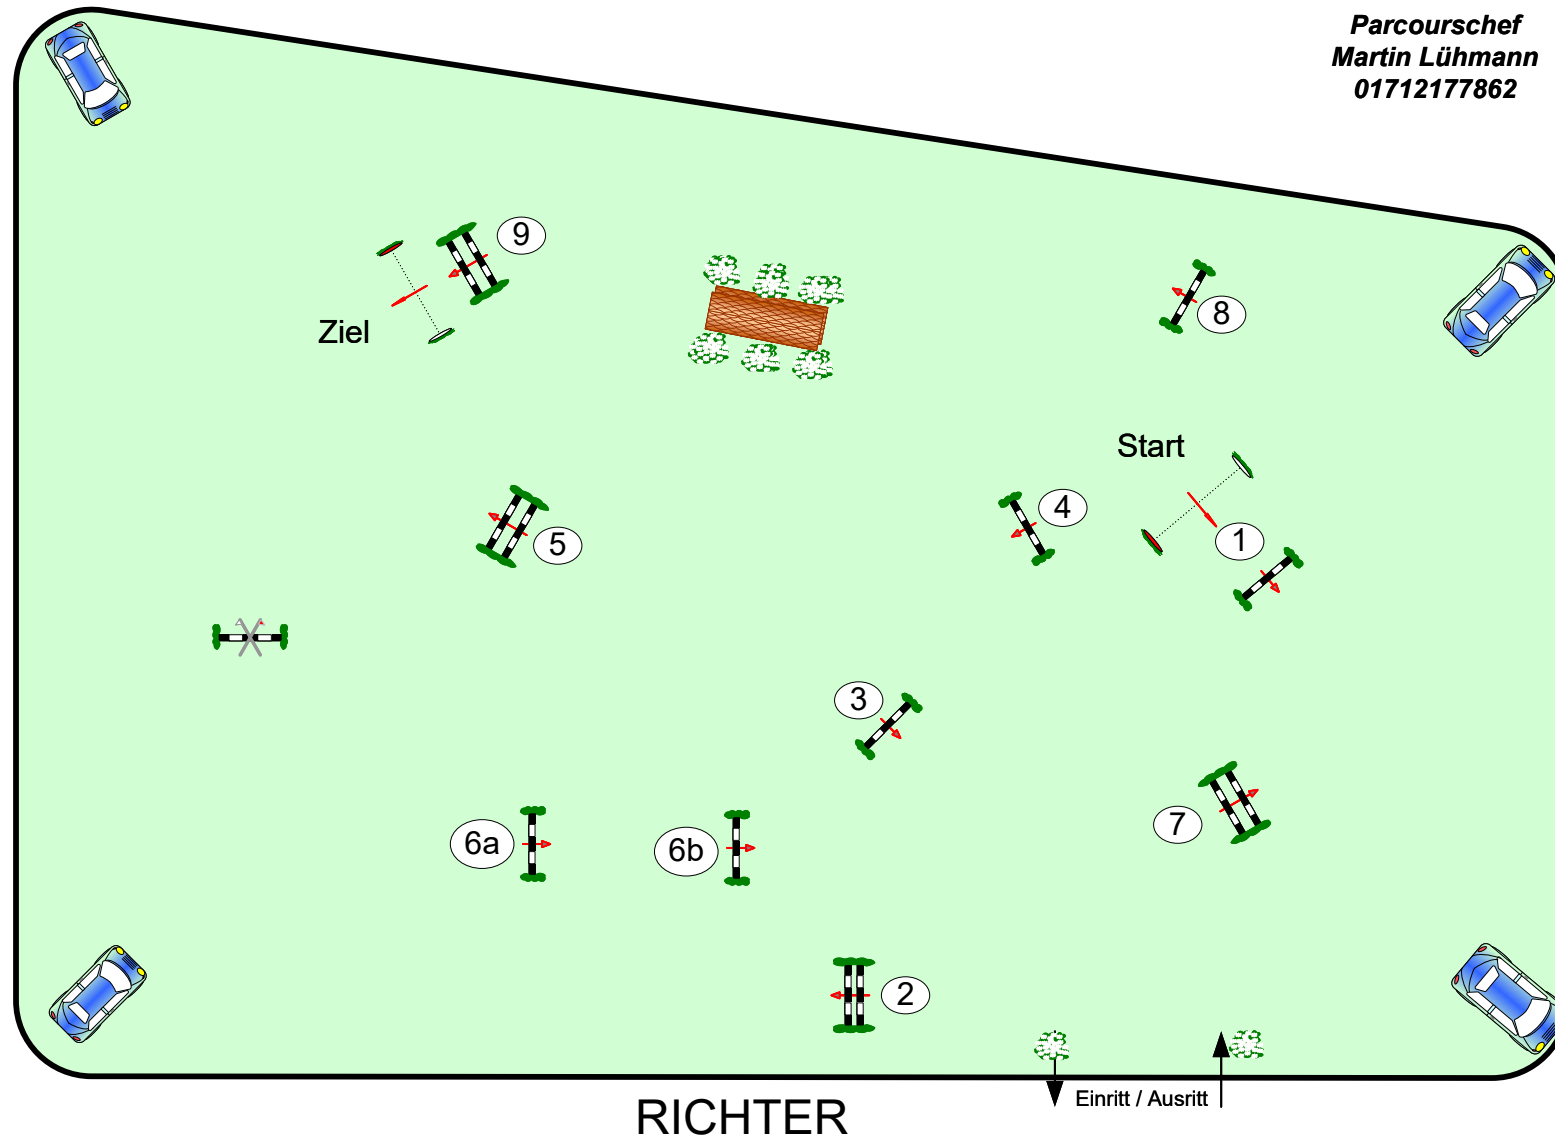 Parcourschef
Martin Lühmann
01712177862
9
Ziel
8
Start
4
1
5
3
7
6a
6b
2
Einritt / Ausritt
RICHTER